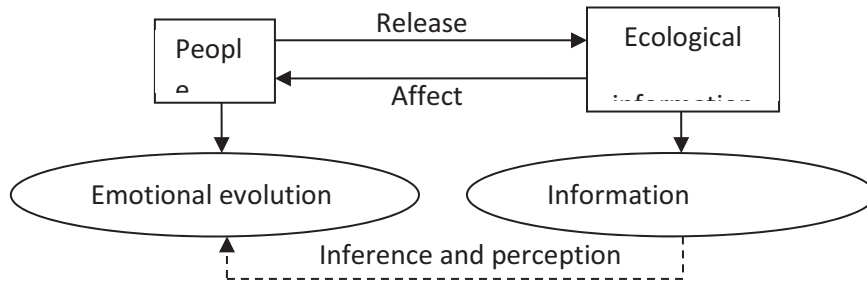 Release
Peopl
Ecological
Affect
Emotional evolution
Information
Inference and perception